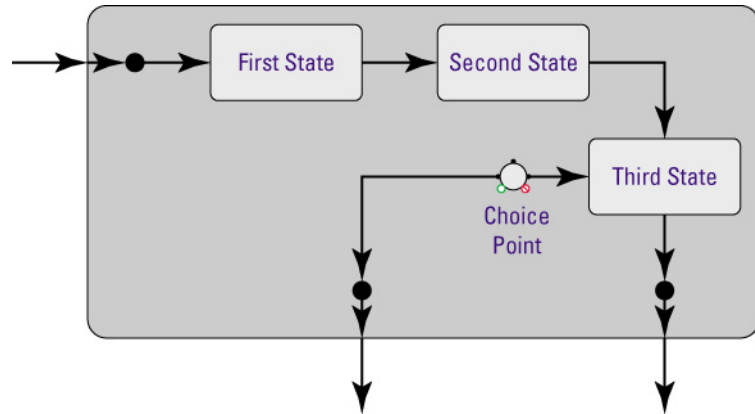 First State
Second State
Third State
Choice
Point